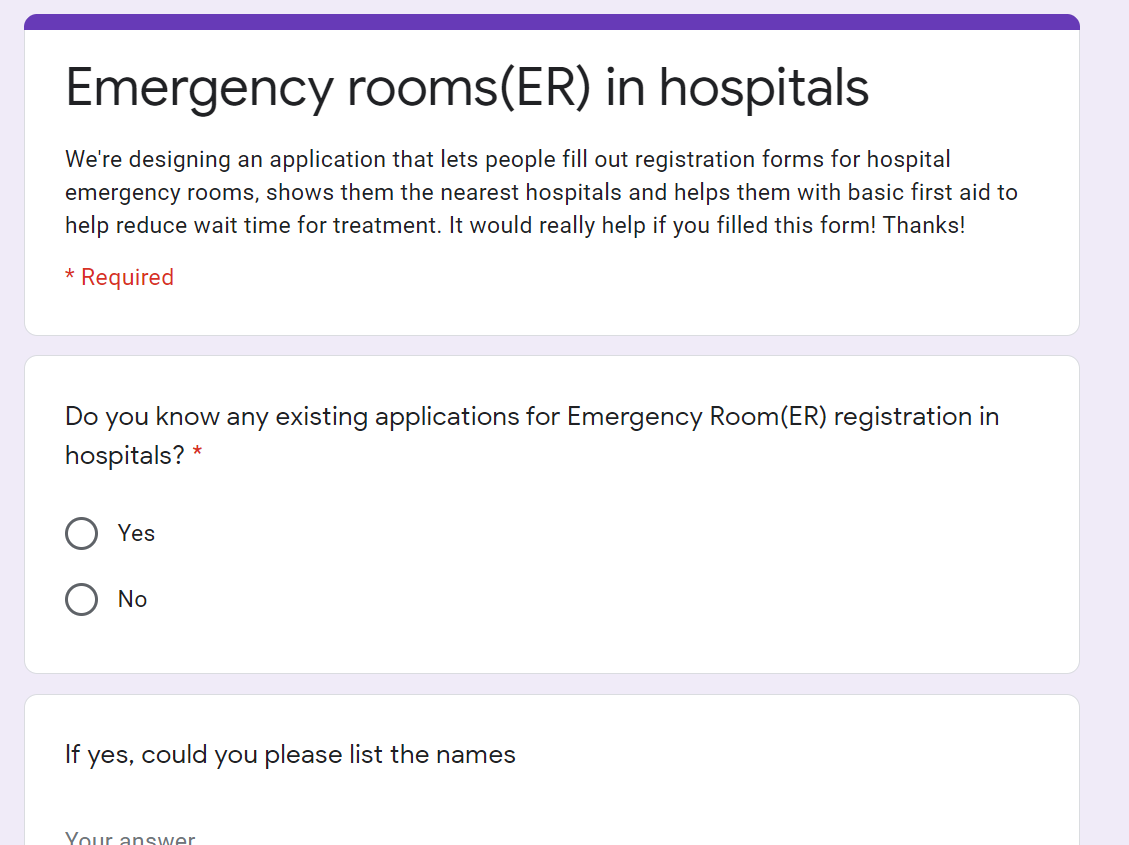 Emergency rooms(ER) in hospitals
We're designing an application that lets people fill out registration forms for hospital
emergency rooms, shows them the nearest hospitals and helps them with basic first aid to
help reduce wait time for treatment. It would really help if you filled this form! Thanks!
* Required
Do you know any existing applications for Emergency Room(ER) registration in
hospitals? *
Yes
No
If yes, could you please list the names
Your answer